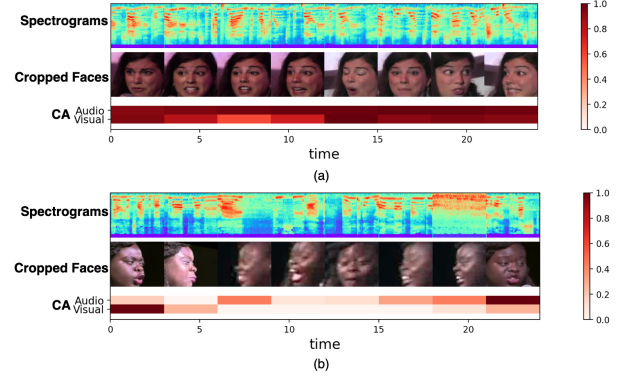 Spectrograms
Cropped Faces
CA Audio
Visual
0 5 10 15 20
time
1.0
0.8
0.6
0.4
0.2
0.0
(a)
Spectrograms
Cropped Faces
CA Audio
Visual
0 5 10 15 20
time
1.0
0.8
0.6
0.4
0.2
0.0
(b)